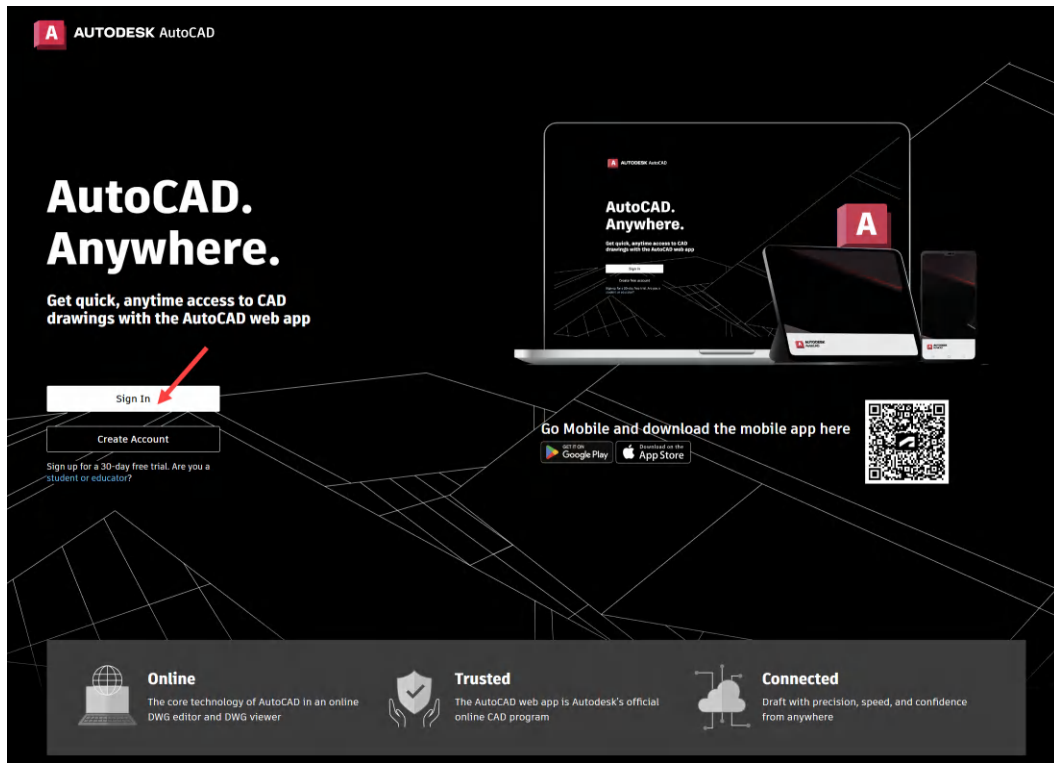 A AUTODESK AutoCAD
AutoCAD.
Anywhere.
Get quick, anytime access to CAD
drawings with the AutoCAD web app
Sign In
Create Account
Sign up for a 30-day free trial. Are you a
student or educator?
A AUTODESK AutoCAD
AutoCAD.
Anywhere.
Get quick, anytime access to CAD
drawings with the AutoCAD web app
Sign In
Create free account
student or educator?
A
A AUTODESK
A AUTODESK
Go Mobile and download the mobile app here
GET IT ON
Google Play
Download on the
App Store
Online
The core technology of AutoCAD in an online
DWG editor and DWG viewer
Trusted
The AutoCAD web app is Autodesk's official
online CAD program
Connected
Draft with precision, speed, and confidence
from anywhere